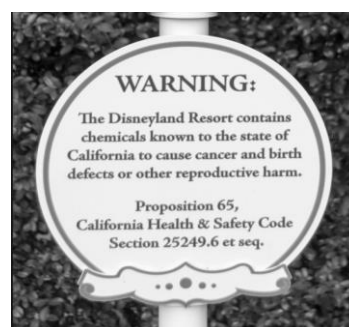 WARNING:
The Disneyland Resort contains
chemicals known to the state of
California to cause cancer and birth
defects or other reproductive harm.
Proposition 65,
California Health & Safety Code
Section 25249.6 et seq.